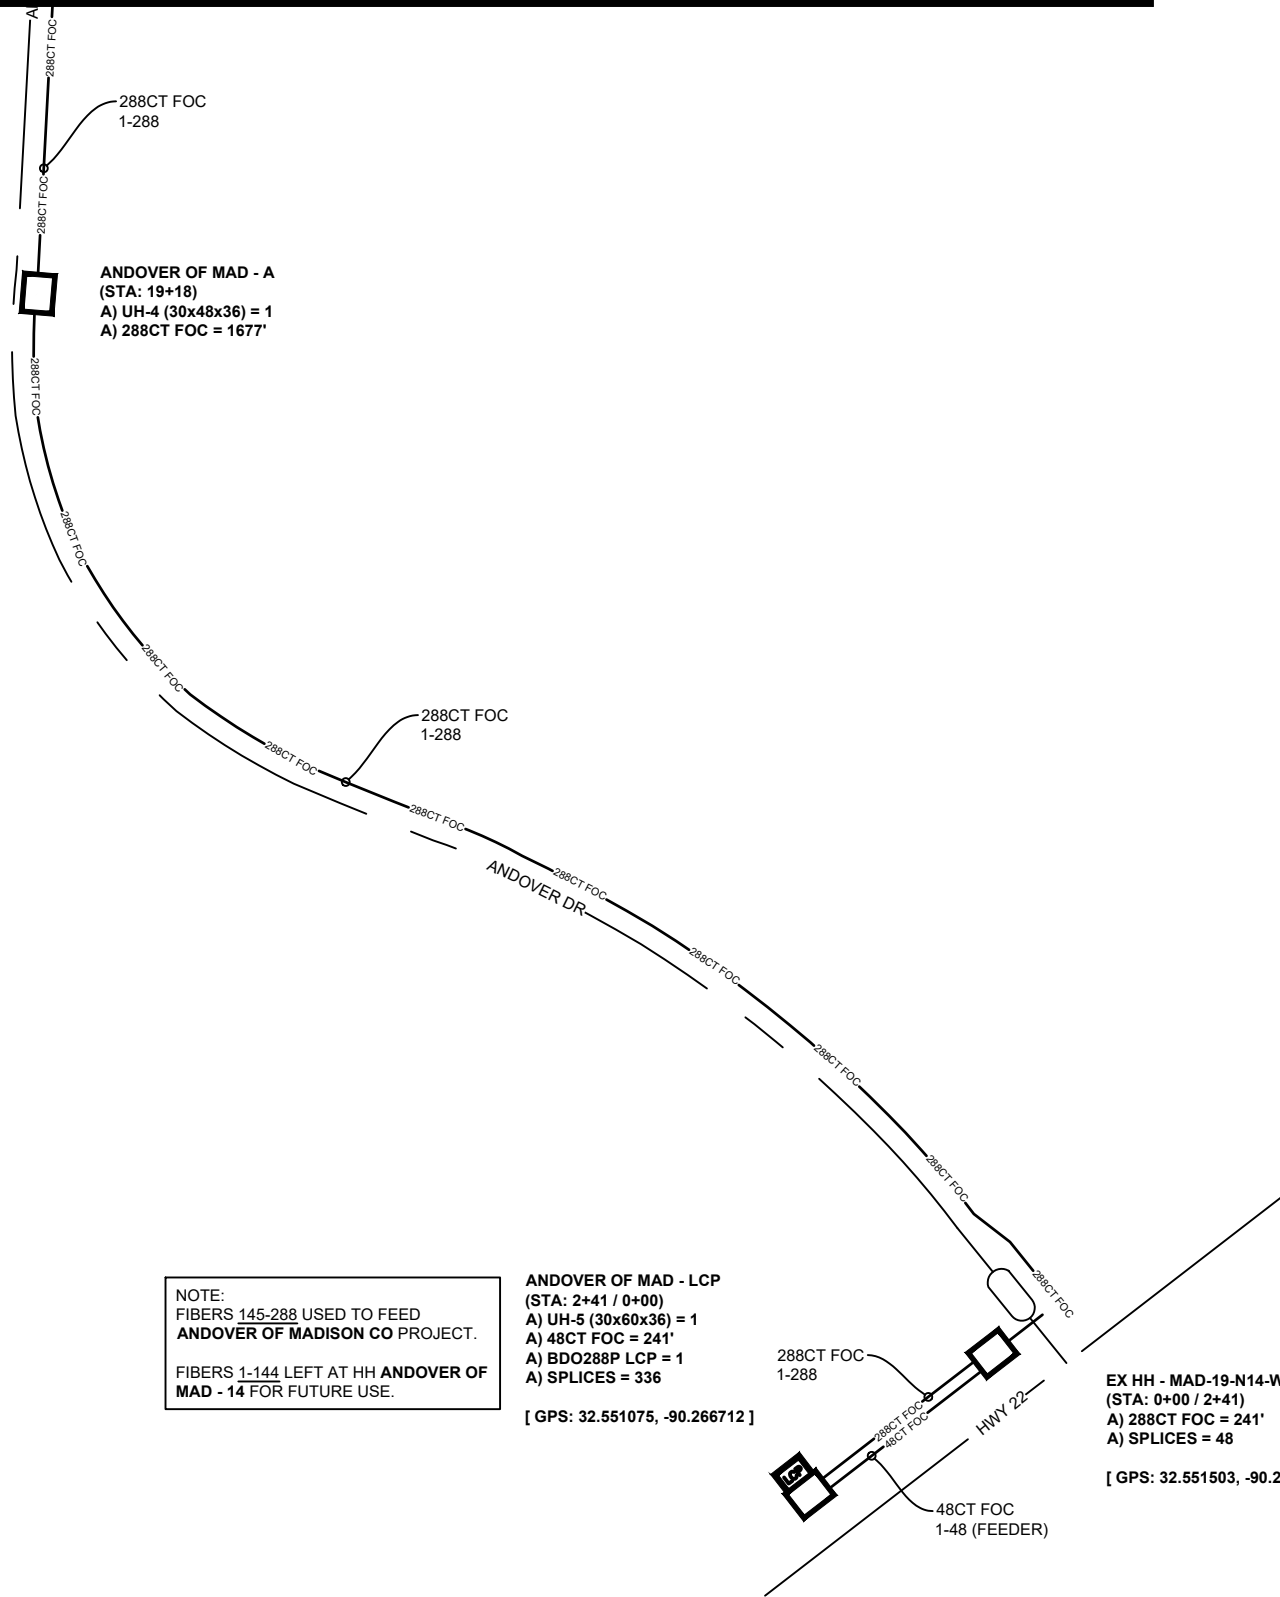 288CT FOC
288CT FOC
1-288
288CT FOC
ANDOVER OF MAD - A
(STA: 19+18)
A) UH-4 (30x48x36) = 1
A) 288CT FOC = 1677'
288CT FOC
288CT FOC
288CT FOC
288CT FOC
1-288
288CT FOC
288CT FOC
288CT FOC
ANDOVER DR
288CT FOC
288CT FOC
288CT FOC
288CT FOC
NOTE:
FIBERS 145-288 USED TO FEED
ANDOVER OF MADISON CO PROJECT.
FIBERS 1-144 LEFT AT HH ANDOVER OF
MAD - 14 FOR FUTURE USE.
ANDOVER OF MAD - LCP
(STA: 2+41 / 0+00)
A) UH-5 (30x60x36) = 1
A) 48CT FOC = 241'
A) BDO288P LCP = 1
A) SPLICES = 336
[ GPS: 32.551075, -90.266712 ]
288CT FOC
1-288
288CT FOC
48CT FOC
LCP
HWY 22
EX HH - MAD-19-N14-W
(STA: 0+00 / 2+41)
A) 288CT FOC = 241'
A) SPLICES = 48
[ GPS: 32.551503, -90.2
48CT FOC
1-48 (FEEDER)